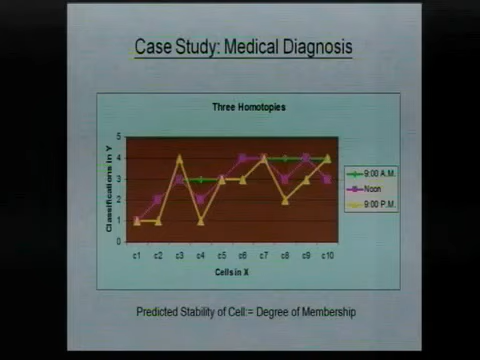 Case Study: Medical Diagnosis
Three Homotopies
Classifications in Y
5
4
3
2
1
0
c1 c2 c3 c4 c5 c6 c7 c8 c9 c10
Cells in X
9:00 A.M.
Noon
9:00 P.M.
Predicted Stability of Cell:= Degree of Membership